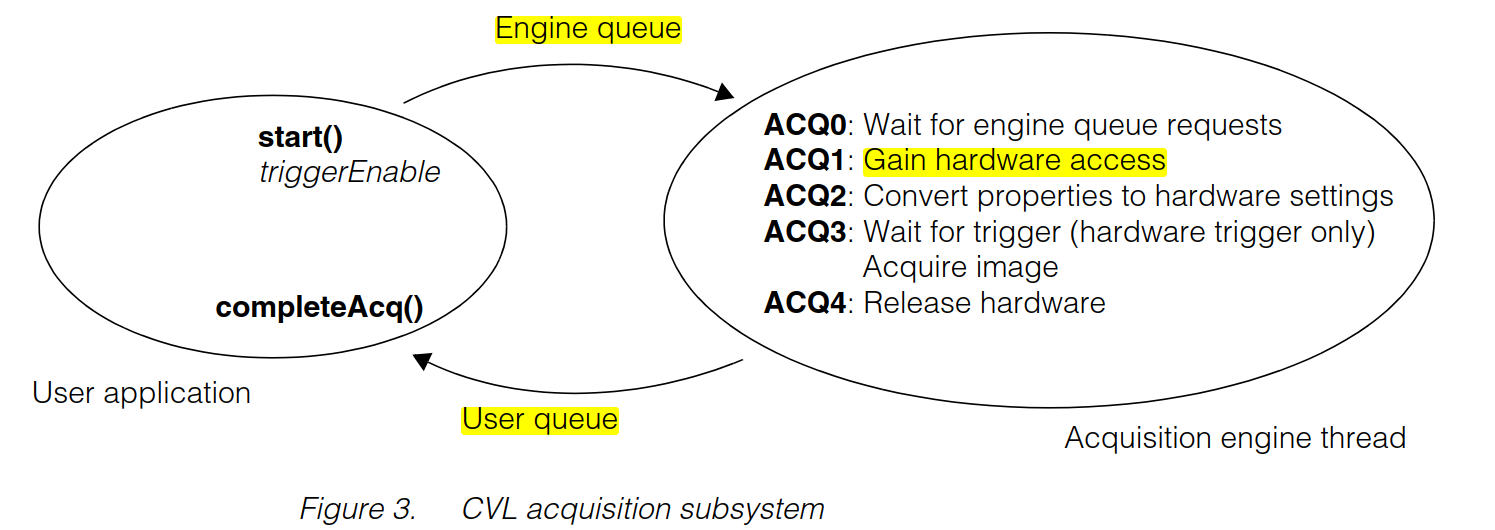 Engine queue
start()
triggerEnable
completeAcq()
User application
ACQ0: Wait for engine queue requests
ACQ1: Gain hardware access
ACQ2: Convert properties to hardware settings
ACQ3: Wait for trigger (hardware trigger only)
Acquire image
ACQ4: Release hardware
User queue
Acquisition engine thread
Figure 3. CVL acquisition subsystem